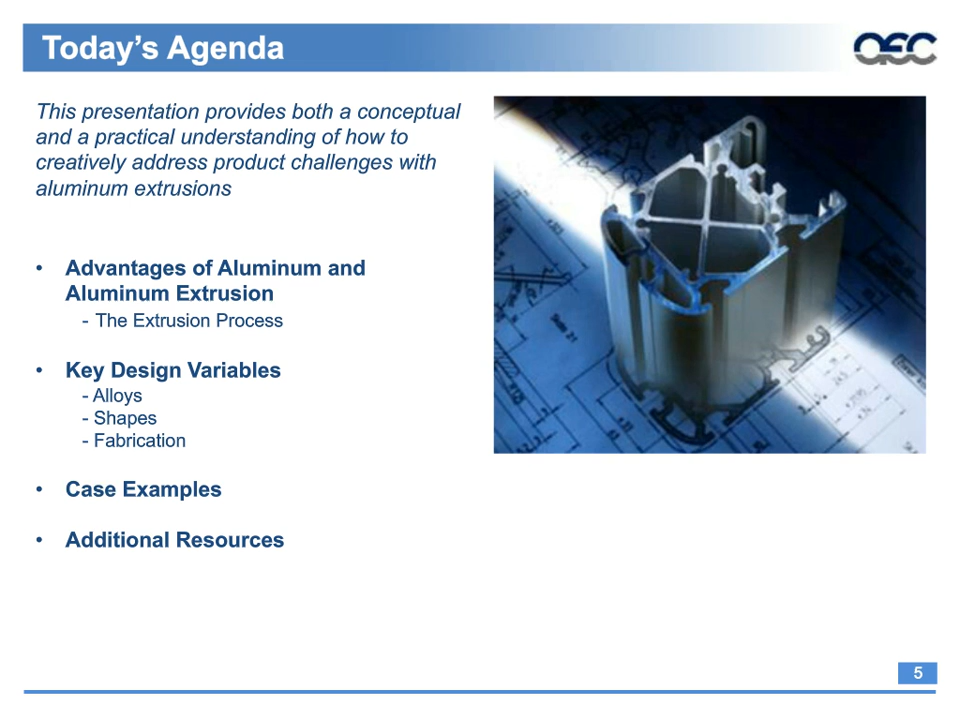 Today's Agenda
AEC
This presentation provides both a conceptual
and a practical understanding of how to
creatively address product challenges with
aluminum extrusions
• Advantages of Aluminum and
Aluminum Extrusion
- The Extrusion Process
• Key Design Variables
- Alloys
- Shapes
- Fabrication
• Case Examples
• Additional Resources
5